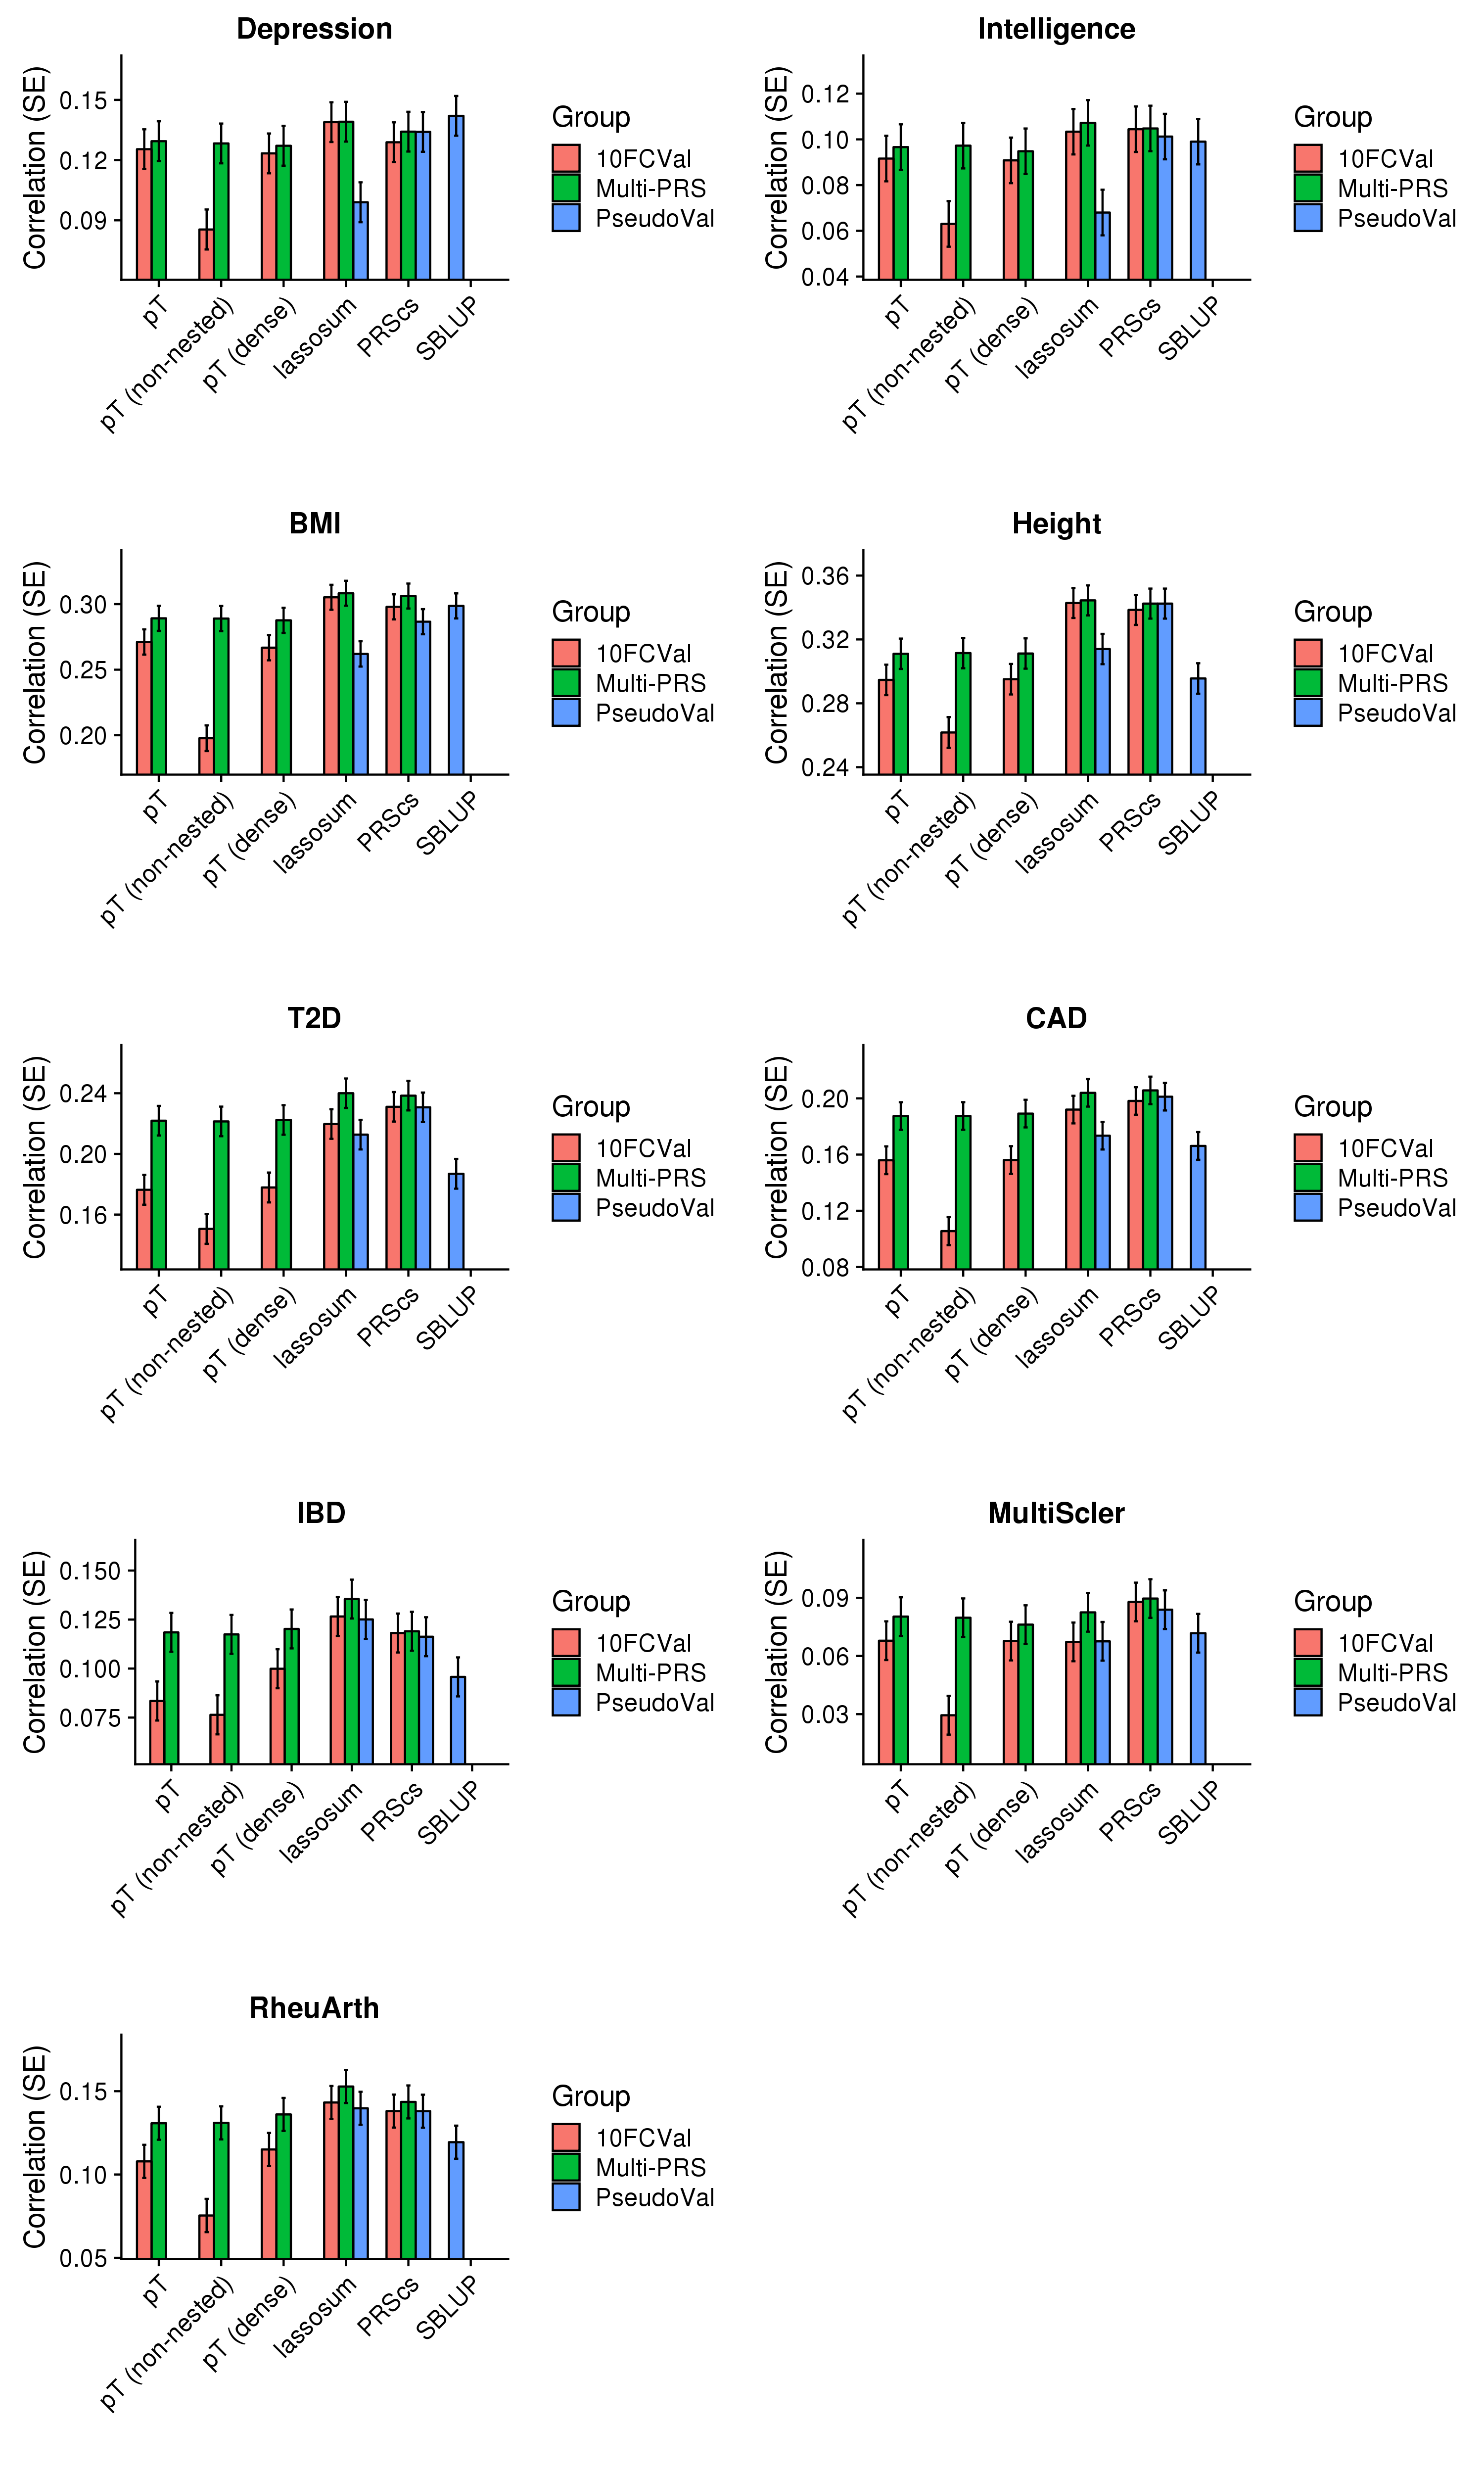 Depression
Correlation (SE)
0.15
0.12
0.09
pT
pT (non-nested)
pT (dense)
lassosum
PRScs
SBLUP
Group
10FCVal
Multi-PRS
PseudoVal
Intelligence
Correlation (SE)
0.12
0.10
0.08
0.06
0.04
pT
pT (non-nested)
pT (dense)
lassosum
PRScs
SBLUP
Group
10FCVal
Multi-PRS
PseudoVal
BMI
Correlation (SE)
0.30
0.25
0.20
pT
pT (non-nested)
pT (dense)
lassosum
PRScs
SBLUP
Group
10FCVal
Multi-PRS
PseudoVal
Height
Correlation (SE)
0.36
0.32
0.28
0.24
pT
pT (non-nested)
pT (dense)
lassosum
PRScs
SBLUP
Group
10FCVal
Multi-PRS
PseudoVal
T2D
Correlation (SE)
0.24
0.20
0.16
pT
pT (non-nested)
pT (dense)
lassosum
PRScs
SBLUP
Group
10FCVal
Multi-PRS
PseudoVal
CAD
Correlation (SE)
0.20
0.16
0.12
0.08
pT
pT (non-nested)
pT (dense)
lassosum
PRScs
SBLUP
Group
10FCVal
Multi-PRS
PseudoVal
IBD
Correlation (SE)
0.150
0.125
0.100
0.075
pT
pT (non-nested)
pT (dense)
lassosum
PRScs
SBLUP
Group
10FCVal
Multi-PRS
PseudoVal
MultiScler
Correlation (SE)
0.09
0.06
0.03
pT
pT (non-nested)
pT (dense)
lassosum
PRScs
SBLUP
Group
10FCVal
Multi-PRS
PseudoVal
RheuArth
Correlation (SE)
0.15
0.10
0.05
pT
pT (non-nested)
pT (dense)
lassosum
PRScs
SBLUP
Group
10FCVal
Multi-PRS
PseudoVal